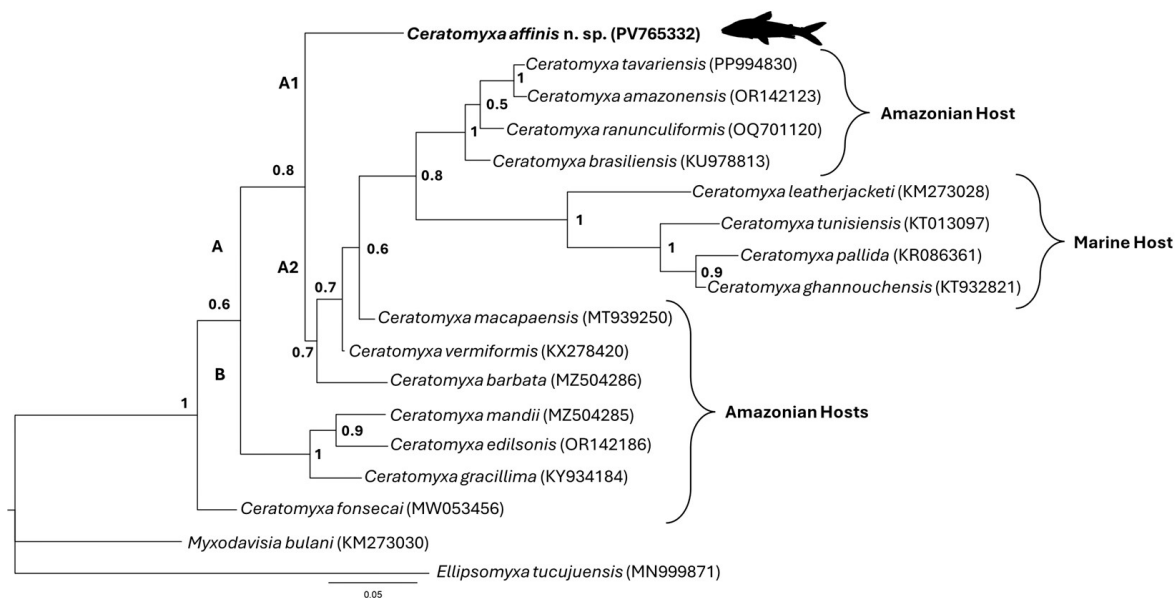 Ceratomyxa affinis n. sp. (PV765332)
Ceratomyxa tavariensis (PP994830)
1
A1
Ceratomyxa amazonensis (OR142123)
0.5
Amazonian Host
Ceratomyxa ranunculiformis (OQ701120)
1
Ceratomyxa brasiliensis (KU978813)
0.8
0.8
Ceratomyxa leatherjacketi (KM273028)
1
Ceratomyxa tunisiensis (KT013097)
A
1
Marine Host
0.6
Ceratomyxa pallida (KR086361)
A2
0.9
0.7
Ceratomyxa ghannouchensis (KT932821)
0.6
Ceratomyxa macapaensis (MT939250)
0.7
Ceratomyxa vermiformis (KX278420)
B
Ceratomyxa barbata (MZ504286)
1
Ceratomyxa mandii (MZ504285)
Amazonian Hosts
0.9
Ceratomyxa edilsonis (OR142186)
1
Ceratomyxa gracillima (KY934184)
Ceratomyxa fonsecai (MW053456)
Myxodavisia bulani (KM273030)
Ellipsomyxa tucujuensis (MN999871)
0.05